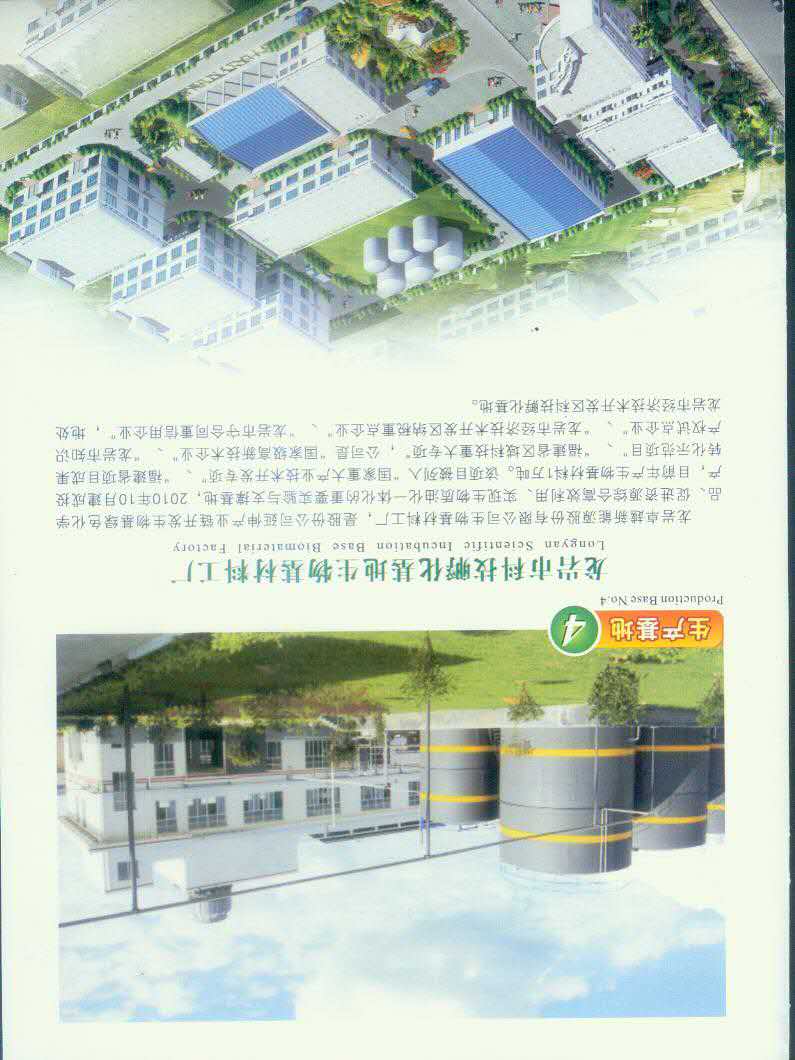 生产基地 4
Production Base No.4
龙岩市科技孵化基地生物基材料工厂
Longyan Scientific Incubation Base Biomaterial Factory
龙岩卓越新能源股份有限公司生物基材料工厂，是股份公司延伸产业链开发生物基绿色化学
品、促进资源综合高效利用、实现生物质油化一体化的重要实验与支撑基地，2010年10月建成投
产，目前年产生物基材料1万吨。该项目被列入“国家重大产业技术开发专项”、“福建省项目成果
转化示范项目”、“福建省区域科技重大专项”，公司是“国家级高新技术企业”、“龙岩市知识
产权试点企业”、“龙岩市经济技术开发区纳税重点企业”、“龙岩市守合同重信用企业”，地处
龙岩市经济技术开发区科技孵化基地。